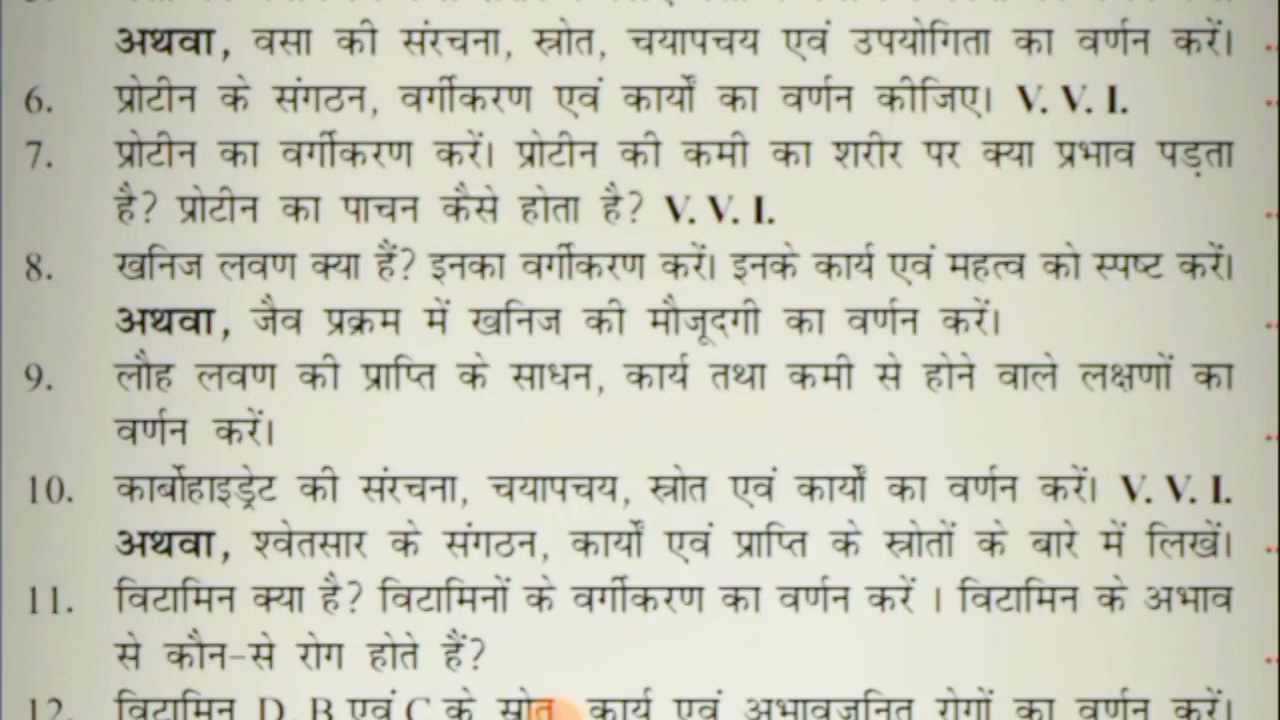 अथवा, वसा की संरचना, स्रोत, चयापचय एवं उपयोगिता का वर्णन करें।
6. प्रोटीन के संगठन, वर्गीकरण एवं कार्यों का वर्णन कीजिए। V. V. I.
7. प्रोटीन का वर्गीकरण करें। प्रोटीन की कमी का शरीर पर क्या प्रभाव पड़ता
है? प्रोटीन का पाचन कैसे होता है? V. V. I.
8. खनिज लवण क्या हैं? इनका वर्गीकरण करें। इनके कार्य एवं महत्व को स्पष्ट करें।
अथवा, जैव प्रक्रम में खनिज की मौजूदगी का वर्णन करें।
9. लौह लवण की प्राप्ति के साधन, कार्य तथा कमी से होने वाले लक्षणों का
वर्णन करें।
10. कार्बोहाइड्रेट की संरचना, चयापचय, स्रोत एवं कार्यों का वर्णन करें। V. V. I.
अथवा, श्वेतसार के संगठन, कार्यों एवं प्राप्ति के स्रोतों के बारे में लिखें।
11. विटामिन क्या है? विटामिनों के वर्गीकरण का वर्णन करें । विटामिन के अभाव
से कौन-से रोग होते हैं?
12. विटामिन D, B एवं C के स्रोत कार्य एवं अभावजनित रोगों का वर्णन करें।